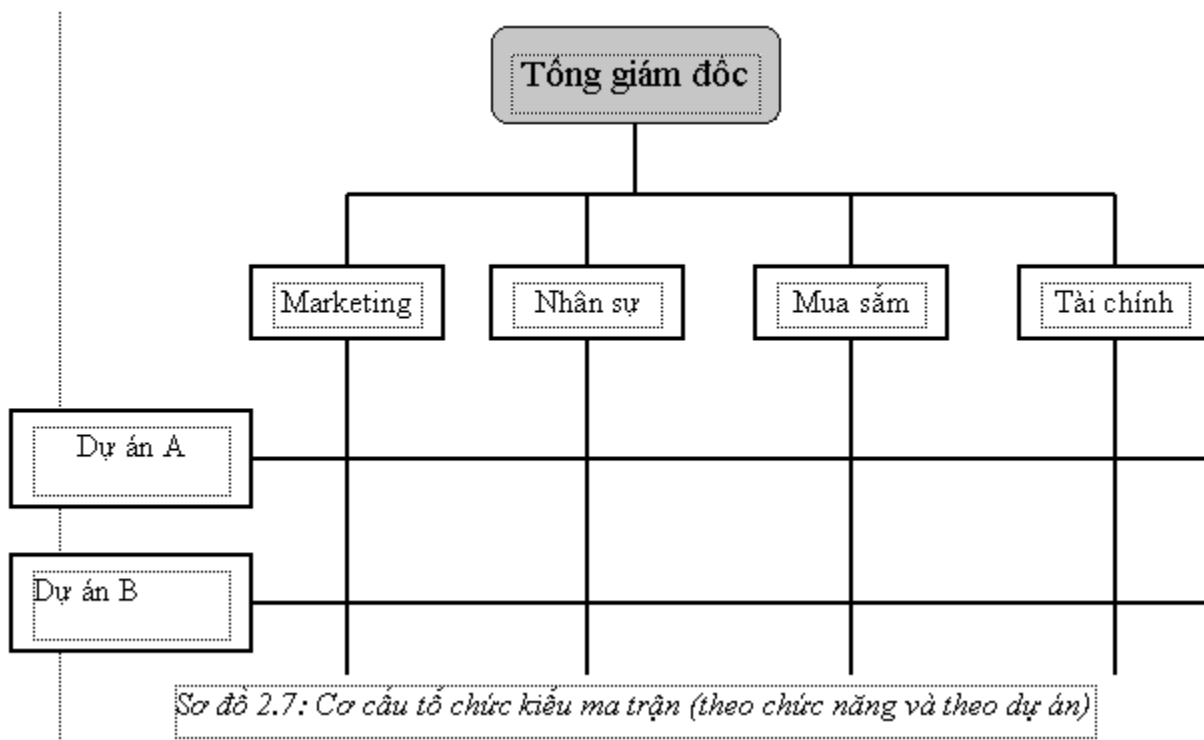 Tổng giám đốc
Marketing
Nhân sự
Mua sắm
Tài chính
Dự án A
Dự án B
Sơ đồ 2.7: Cơ cấu tổ chức kiểu ma trận (theo chức năng và theo dự án)